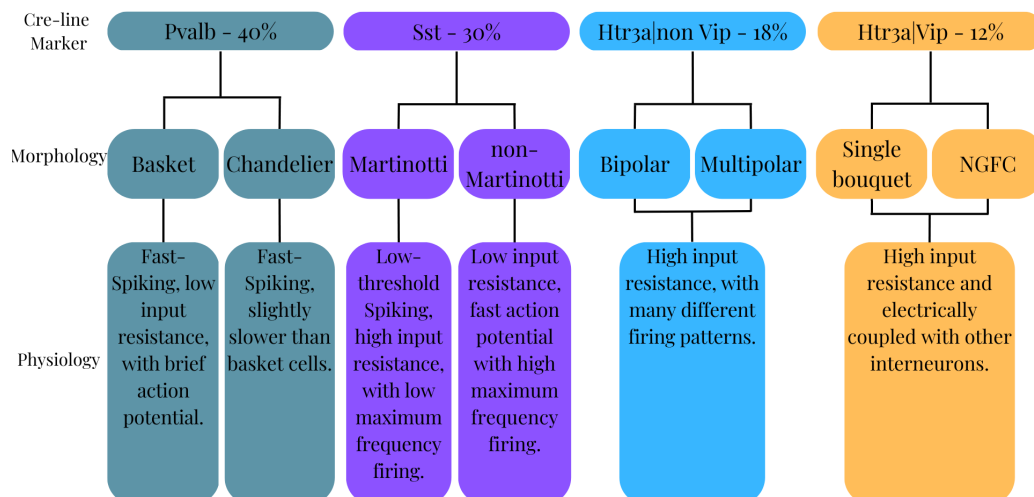 Cre-line
Marker
Pvalb - 40%
Sst - 30%
Htr3a|non Vip - 18%
Htr3a|Vip - 12%
Morphology
Basket
Chandelier
Martinotti
non-
Martinotti
Bipolar
Multipolar
Single
bouquet
NGFC
Physiology
Fast-
Spiking, low
input
resistance,
with brief
action
potential.
Fast-
Spiking,
slightly
slower than
basket cells.
Low-
threshold
Spiking,
high input
resistance,
with low
maximum
frequency
firing.
Low input
resistance,
fast action
potential
with high
maximum
frequency
firing.
High input
resistance, with
many different
firing patterns.
High input
resistance and
electrically
coupled with other
interneurons.